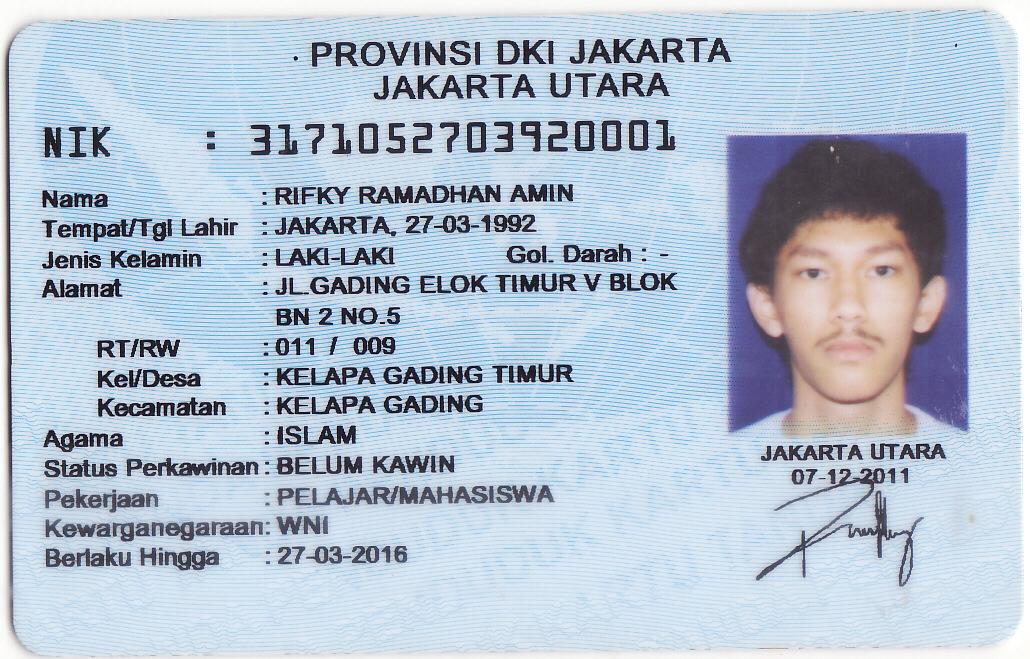 PROVINSI DKI JAKARTA
JAKARTA UTARA
NIK : 3171052703920001
Nama : RIFKY RAMADHAN AMIN
Tempat/Tgl Lahir : JAKARTA, 27-03-1992
Jenis Kelamin : LAKI-LAKI Gol. Darah : -
Alamat : JL.GADING ELOK TIMUR V BLOK
BN 2 NO.5
RT/RW : 011 / 009
Kel/Desa : KELAPA GADING TIMUR
Kecamatan : KELAPA GADING
Agama : ISLAM
Status Perkawinan : BELUM KAWIN
Pekerjaan : PELAJAR/MAHASISWA
Kewarganegaraan: WNI
Berlaku Hingga : 27-03-2016
JAKARTA UTARA
07-12-2011